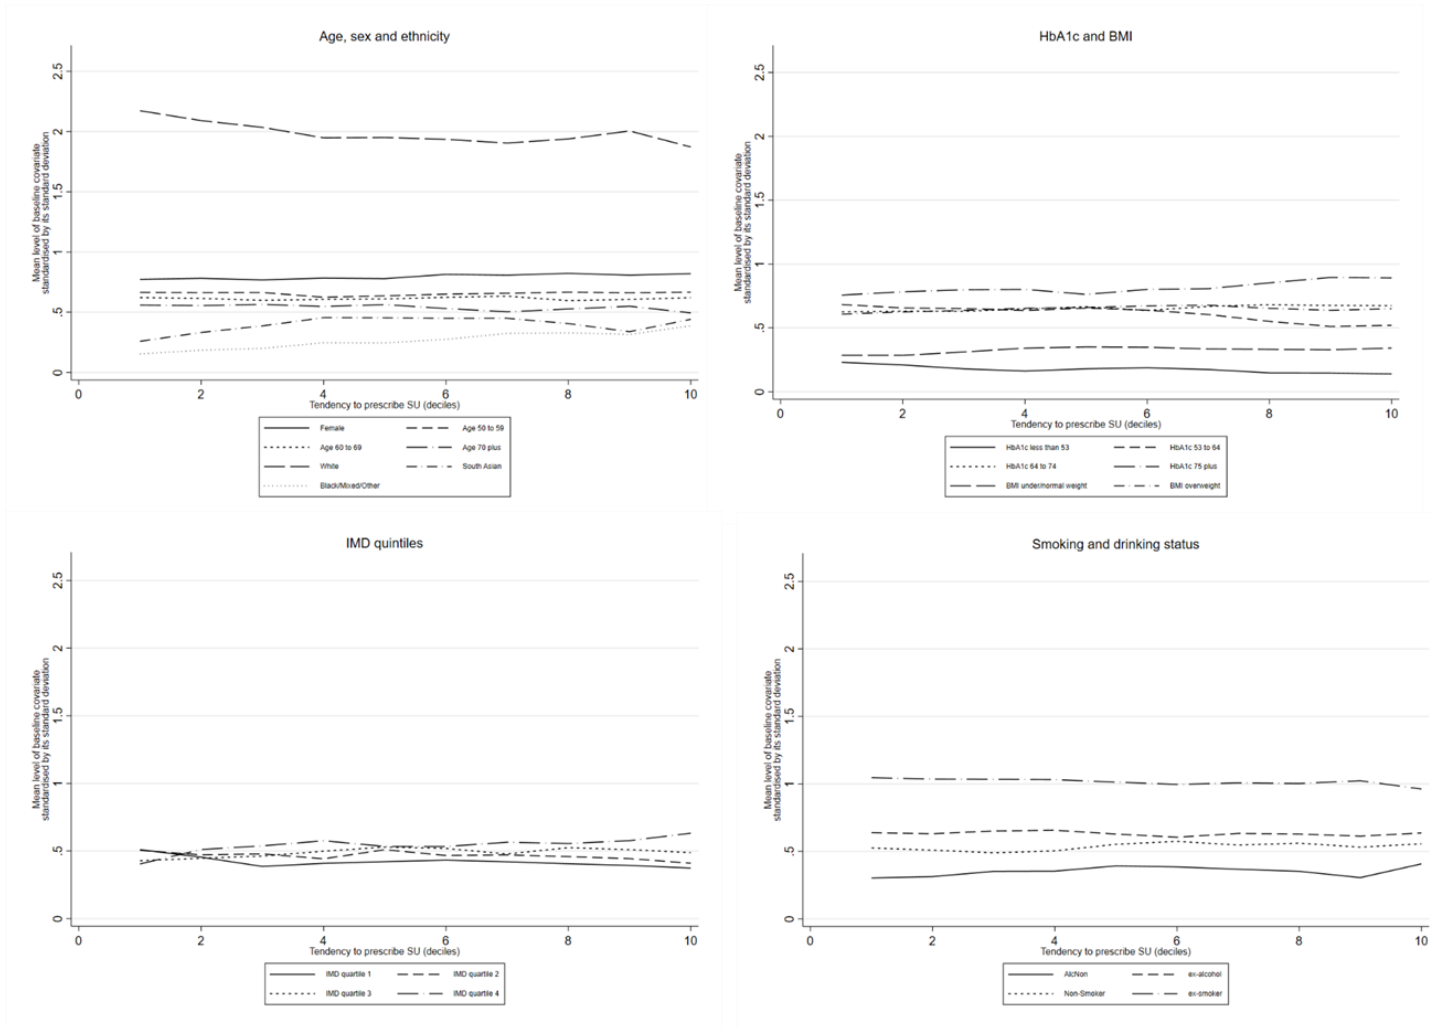 Age, sex and ethnicity
Mean level of baseline covariate
standardised by its standard deviation
2.5
2
1.5
1
.5
0
0 2 4 6 8 10
Tendency to prescribe SU (deciles)
Female Age 50 to 59
Age 60 to 69 Age 70 plus
White South Asian
Black/Mixed/Other
HbA1c and BMI
Mean level of baseline covariate
standardised by its standard deviation
2.5
2
1.5
1
.5
0
0 2 4 6 8 10
Tendency to prescribe SU (deciles)
HbA1c less than 53 HbA1c 53 to 64
HbA1c 64 to 74 HbA1c 75 plus
BMI under/normal weight BMI overweight
IMD quintiles
Mean level of baseline covariate
standardised by its standard deviation
2.5
2
1.5
1
.5
0
0 2 4 6 8 10
Tendency to prescribe SU (deciles)
IMD quartile 1 IMD quartile 2
IMD quartile 3 IMD quartile 4
Smoking and drinking status
Mean level of baseline covariate
standardised by its standard deviation
2.5
2
1.5
1
.5
0
0 2 4 6 8 10
Tendency to prescribe SU (deciles)
AlcNon ex-alcohol
Non-Smoker ex-smoker